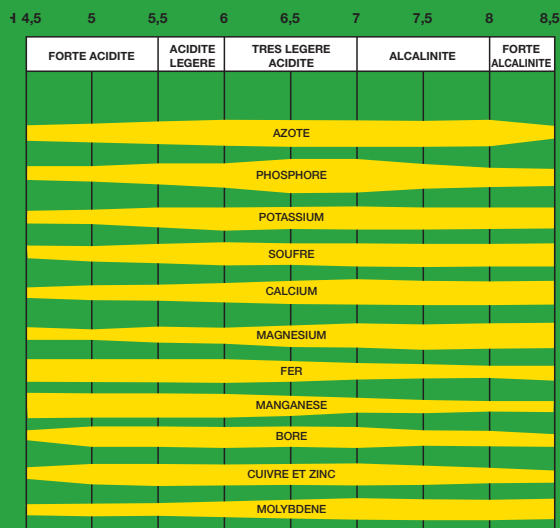 H 4,5 5 5,5 6 6,5 7 7,5 8 8,5
FORTE ACIDITE
ACIDITE
LEGERE
TRES LEGERE
ACIDITE
ALCALINITE
FORTE
ALCALINITE
AZOTE
PHOSPHORE
POTASSIUM
SOUFRE
CALCIUM
MAGNESIUM
FER
MANGANESE
BORE
CUIVRE ET ZINC
MOLYBDENE